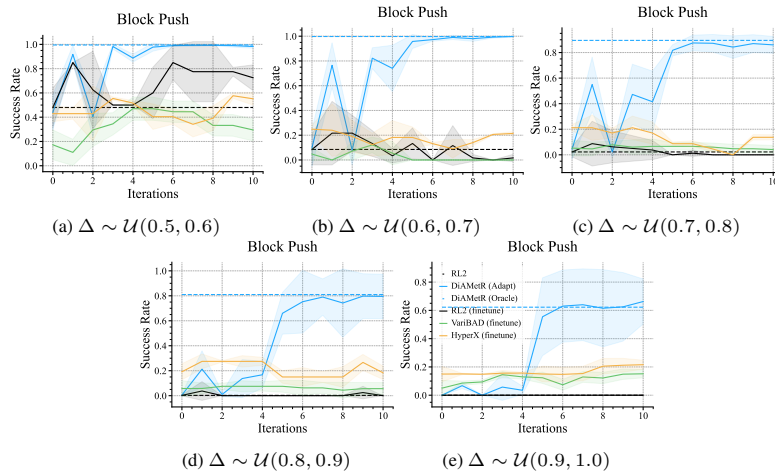 Block Push
Success Rate
1.0
0.8
0.6
0.4
0.2
0.0
0 2 4 6 8 10
Iterations
(a) Δ ∼ U(0.5, 0.6)
Block Push
Success Rate
1.0
0.8
0.6
0.4
0.2
0.0
0 2 4 6 8 10
Iterations
(b) Δ ∼ U(0.6, 0.7)
Block Push
Success Rate
0.8
0.6
0.4
0.2
0.0
0 2 4 6 8 10
Iterations
(c) Δ ∼ U(0.7, 0.8)
Block Push
Success Rate
1.0
0.8
0.6
0.4
0.2
0.0
0 2 4 6 8 10
Iterations
(d) Δ ∼ U(0.8, 0.9)
Block Push
Success Rate
1.0
0.8
0.6
0.4
0.2
0.0
RL2
DiAMetR (Adapt)
DiAMetR (Oracle)
RL2 (finetune)
VariBAD (finetune)
HyperX (finetune)
0 2 4 6 8 10
Iterations
(e) Δ ∼ U(0.9, 1.0)